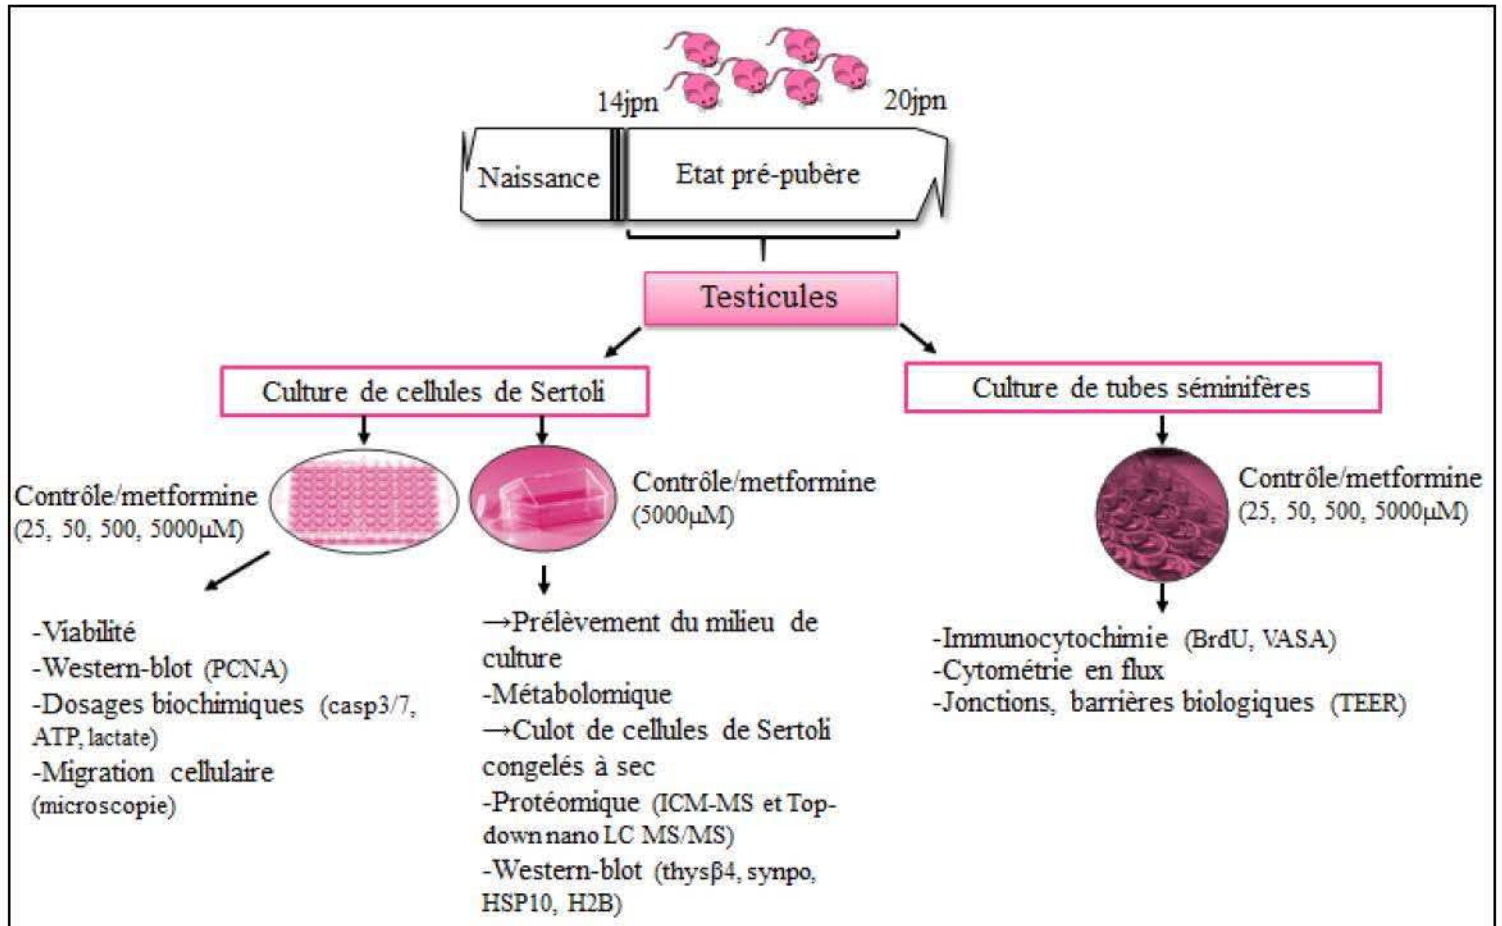 14jpn
20jpn
Naissance
Etat pré-pubère
Testicules
Culture de cellules de Sertoli
Culture de tubes séminifères
Contrôle/metformine
(25, 50, 500, 5000µM)
Contrôle/metformine
(5000µM)
Contrôle/metformine
(25, 50, 500, 5000µM)
-Viabilité
-Western-blot (PCNA)
-Dosages biochimiques (casp3/7,
ATP, lactate)
-Migration cellulaire
(microscopie)
→Prélèvement du milieu de
culture
-Métabolomique
→Culot de cellules de Sertoli
congelés à sec
-Protéomique (ICM-MS et Top-
down nano LC MS/MS)
-Western-blot (thysβ4, synpo,
HSP10, H2B)
-Immunocytochimie (BrdU, VASA)
-Cytométrie en flux
-Jonctions, barrières biologiques (TEER)